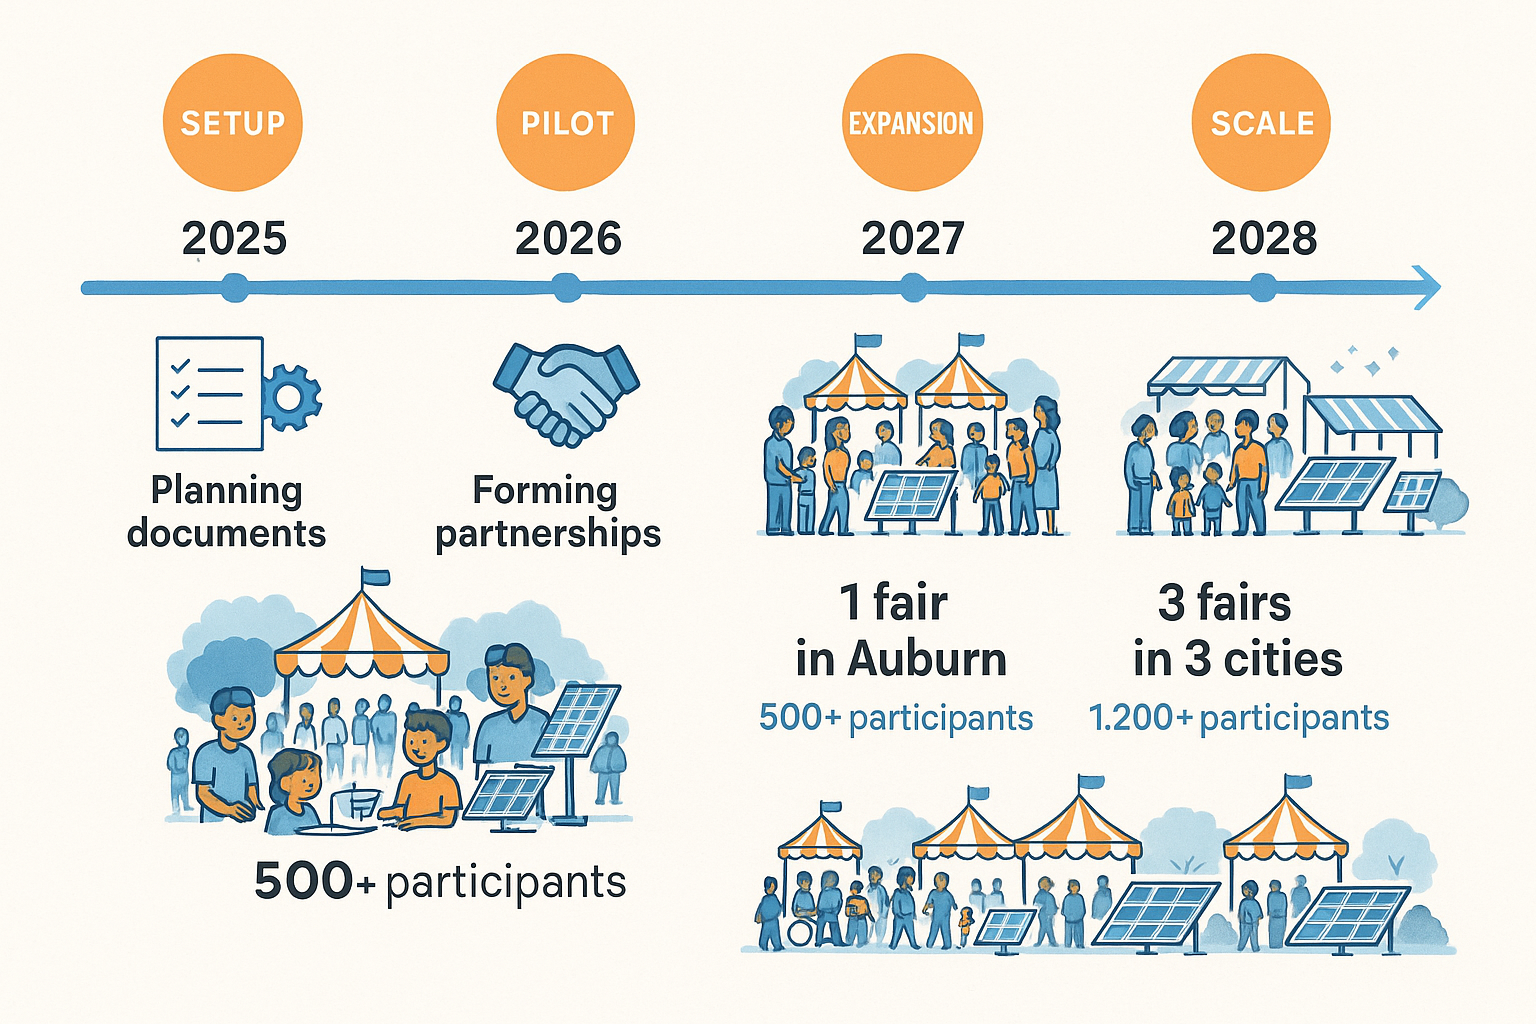 SETUP
PILOT
EXPANSION
SCALE
2025
2026
2027
2028
Planning
documents
Forming
partnerships
500+ participants
1 fair
in Auburn
500+ participants
3 fairs
in 3 cities
1.200+ participants